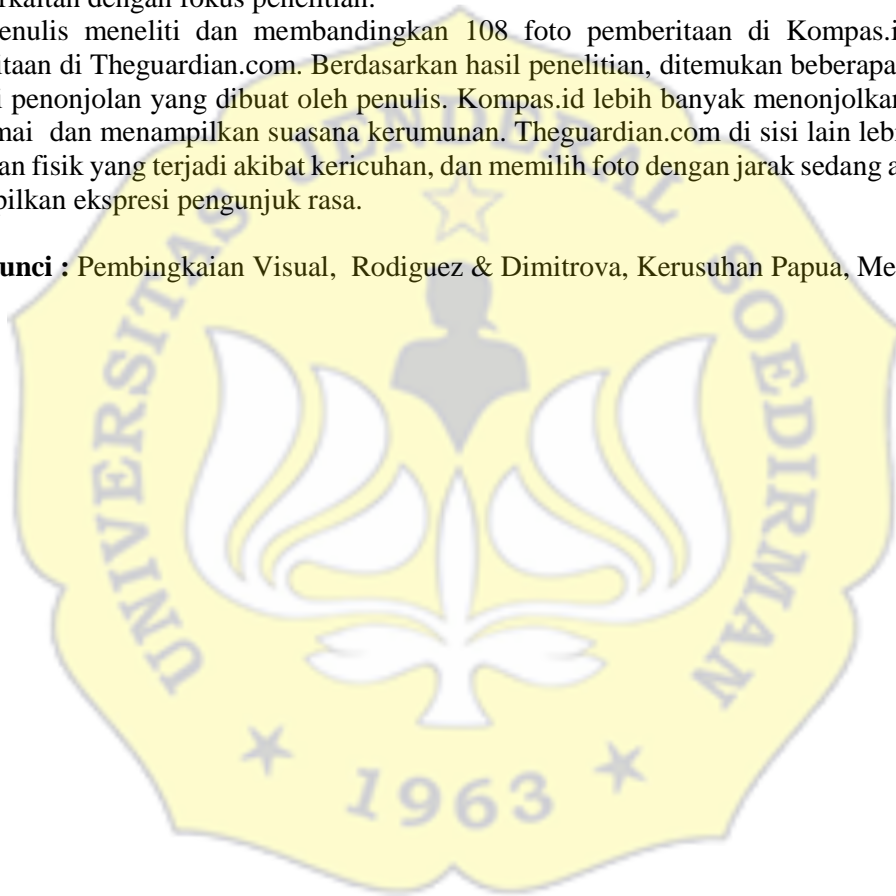 rkaitan dengan fokus penelitian.
enulis meneliti dan membandingkan 108 foto pemberitaan di Kompas.i
itaan di Theguardian.com. Berdasarkan hasil penelitian, ditemukan beberapa
i penonjolan yang dibuat oleh penulis. Kompas.id lebih banyak menonjolkan
mai dan menampilkan suasana kerumunan. Theguardian.com di sisi lain leb
an fisik yang terjadi akibat kericuhan, dan memilih foto dengan jarak sedang a
pilkan ekspresi pengunjuk rasa.
unci : Pembingkaian Visual, Rodiguez & Dimitrova, Kerusuhan Papua, Me
UNIVERSITAS JENDERAL SOEDIRMAN
1963